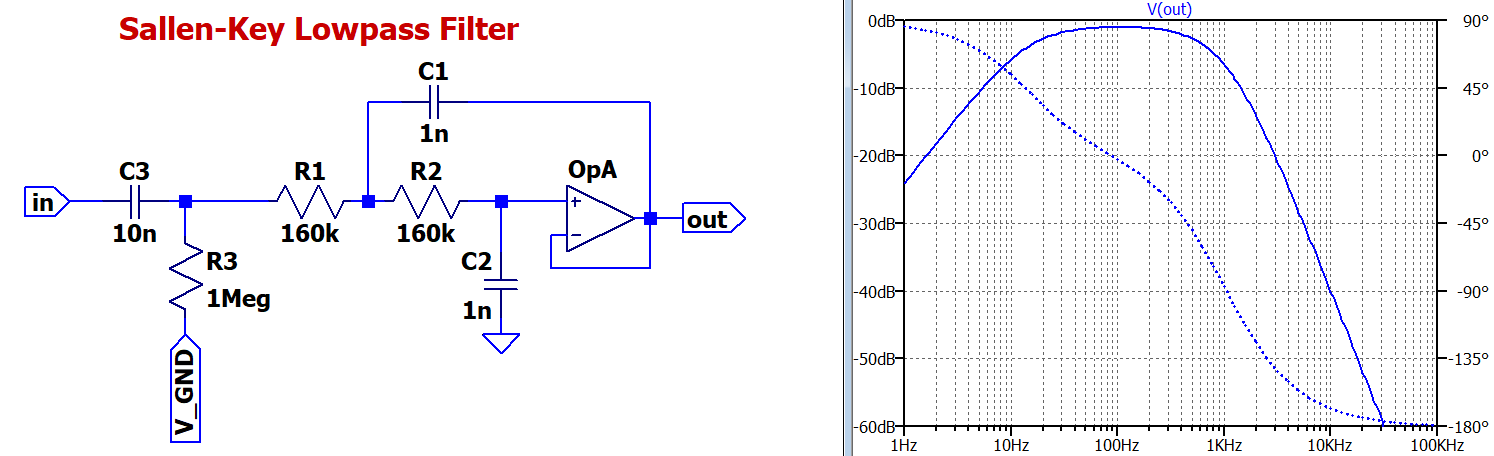 Sallen-Key Lowpass Filter
C1
1n
C3
R1
R2
OpA
in
+
−
out
10n
160k
160k
R3
1Meg
C2
1n
V_GND
V(out)
0dB
-10dB
-20dB
-30dB
-40dB
-50dB
-60dB
90°
45°
0°
-45°
-90°
-135°
-180°
1Hz
10Hz
100Hz
1KHz
10KHz
100KHz